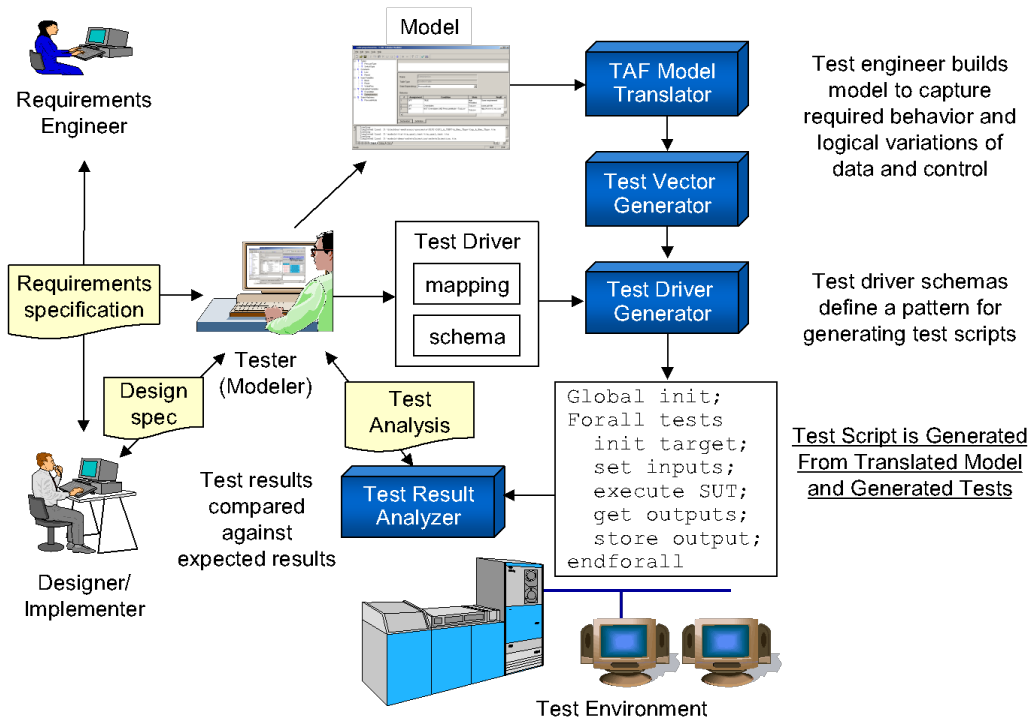 Model
Requirements
Engineer
TAF Model
Translator
Test engineer builds
model to capture
required behavior and
logical variations of
data and control
Test Vector
Generator
Requirements
specification
Test Driver
mapping
schema
Test Driver
Generator
Test driver schemas
define a pattern for
generating test scripts
Tester
(Modeler)
Design
spec
Test
Analysis
Global init;
Forall tests
init target;
set inputs;
execute SUT;
get outputs;
store output;
endforall
Test Script is Generated
From Translated Model
and Generated Tests
Test results
compared
against
expected results
Test Result
Analyzer
Designer/
Implementer
Test Environment